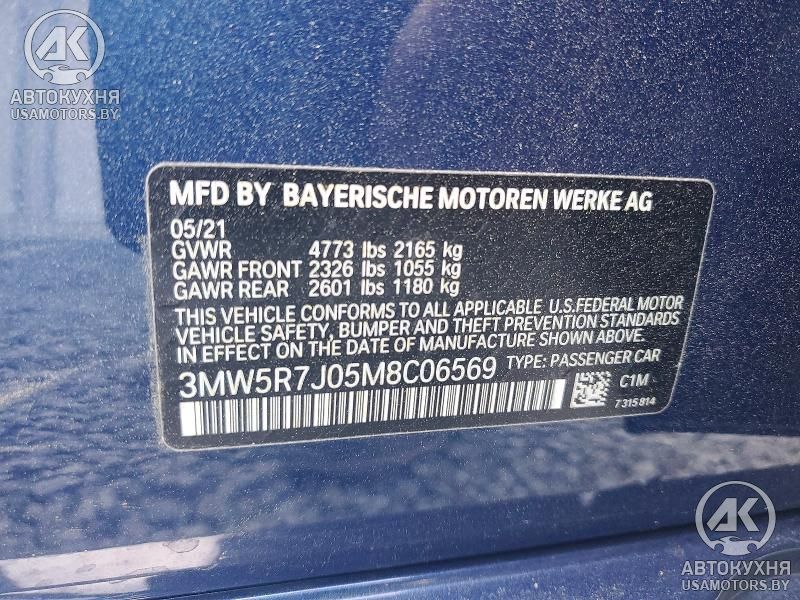 АК
АВТОКУХНЯ
USAMOTORS.BY
MFD BY BAYERISCHE MOTOREN WERKE AG
05/21
GVWR 4773 lbs 2165 kg
GAWR FRONT 2326 lbs 1055 kg
GAWR REAR 2601 lbs 1180 kg
THIS VEHICLE CONFORMS TO ALL APPLICABLE U.S.FEDERAL MOTOR
VEHICLE SAFETY, BUMPER AND THEFT PREVENTION STANDARDS
IN EFFECT ON THE DATE OF MANUFACTURE SHOWN ABOVE.
3MW5R7J05M8C06569 TYPE: PASSENGER CAR
C1M
7315814
АК
АВТОКУХНЯ
USAMOTORS.BY